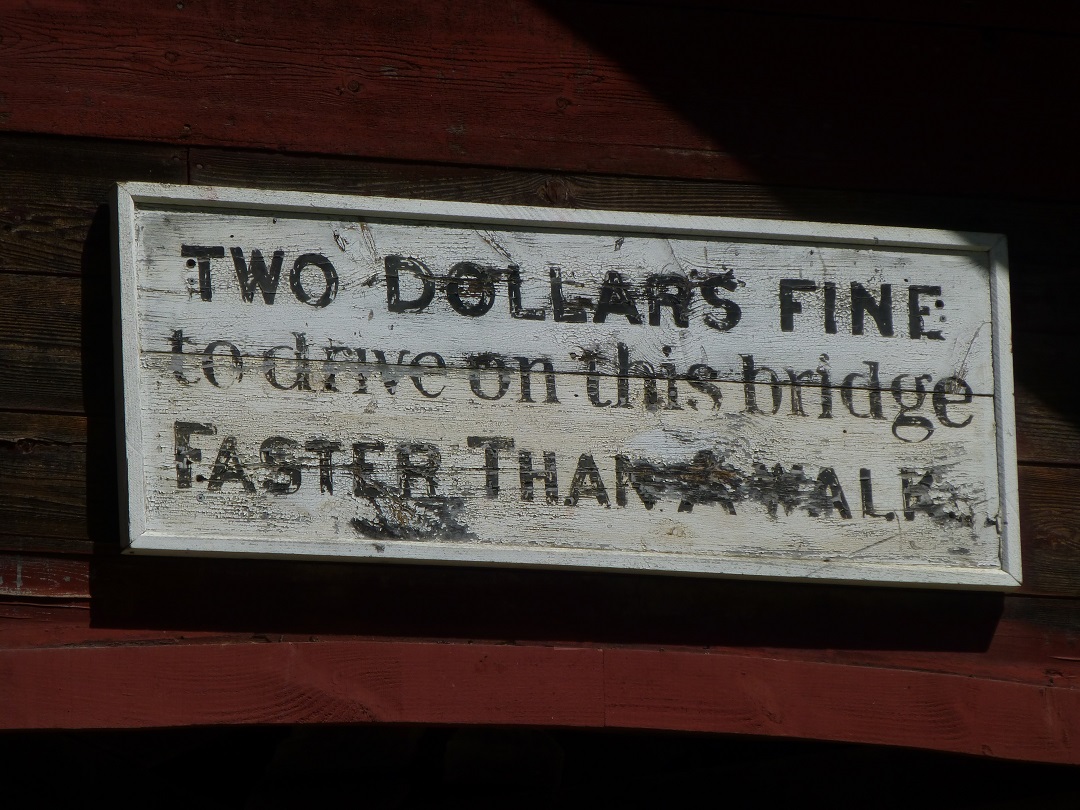 TWO DOLLARS FINE
to drive on this bridge
FASTER THAN A WALK